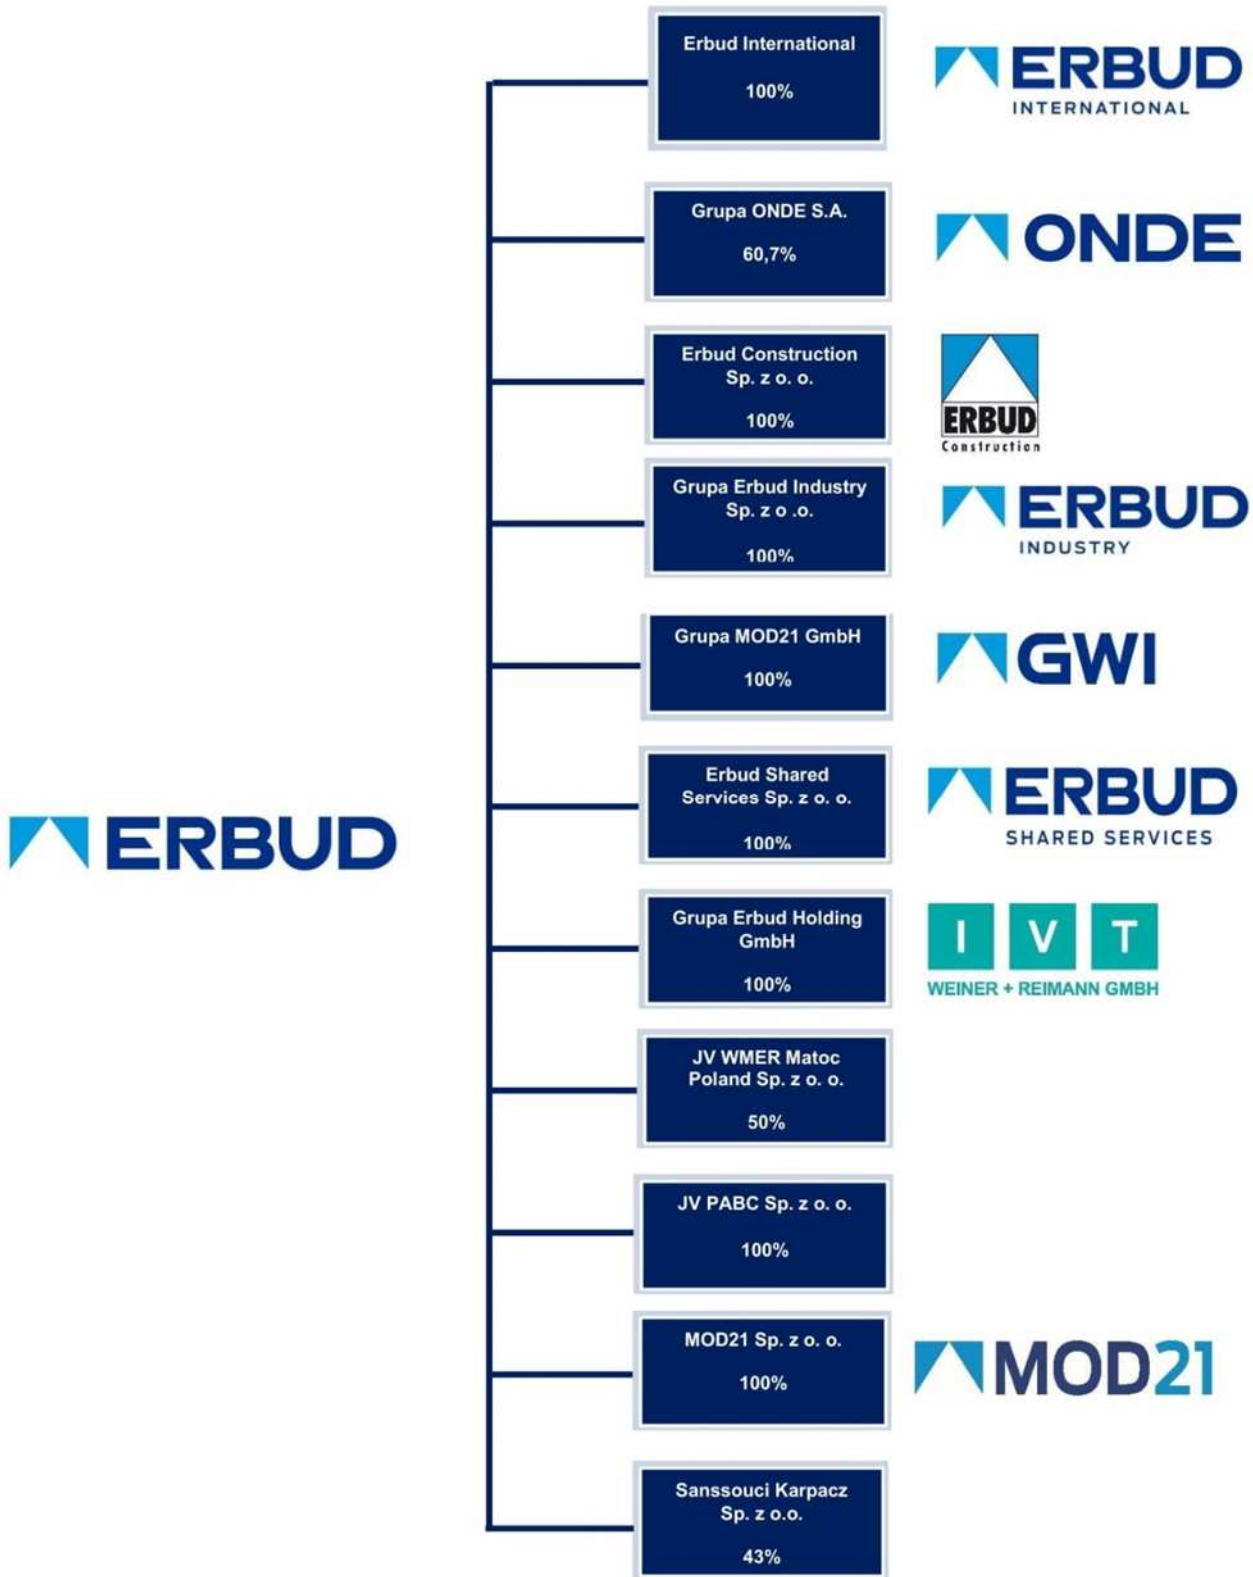 Erbud International
100%
ERBUD
INTERNATIONAL
Grupa ONDE S.A.
60,7%
ONDE
Erbud Construction
Sp. z o. o.
100%
ERBUD
Construction
Grupa Erbud Industry
Sp. z o .o.
100%
ERBUD
INDUSTRY
Grupa MOD21 GmbH
100%
GWI
Erbud Shared
Services Sp. z o. o.
100%
ERBUD
SHARED SERVICES
ERBUD
Grupa Erbud Holding
GmbH
100%
I V T
WEINER + REIMANN GMBH
JV WMER Matoc
Poland Sp. z o. o.
50%
JV PABC Sp. z o. o.
100%
MOD21 Sp. z o. o.
100%
MOD21
Sanssouci Karpacz
Sp. z o.o.
43%